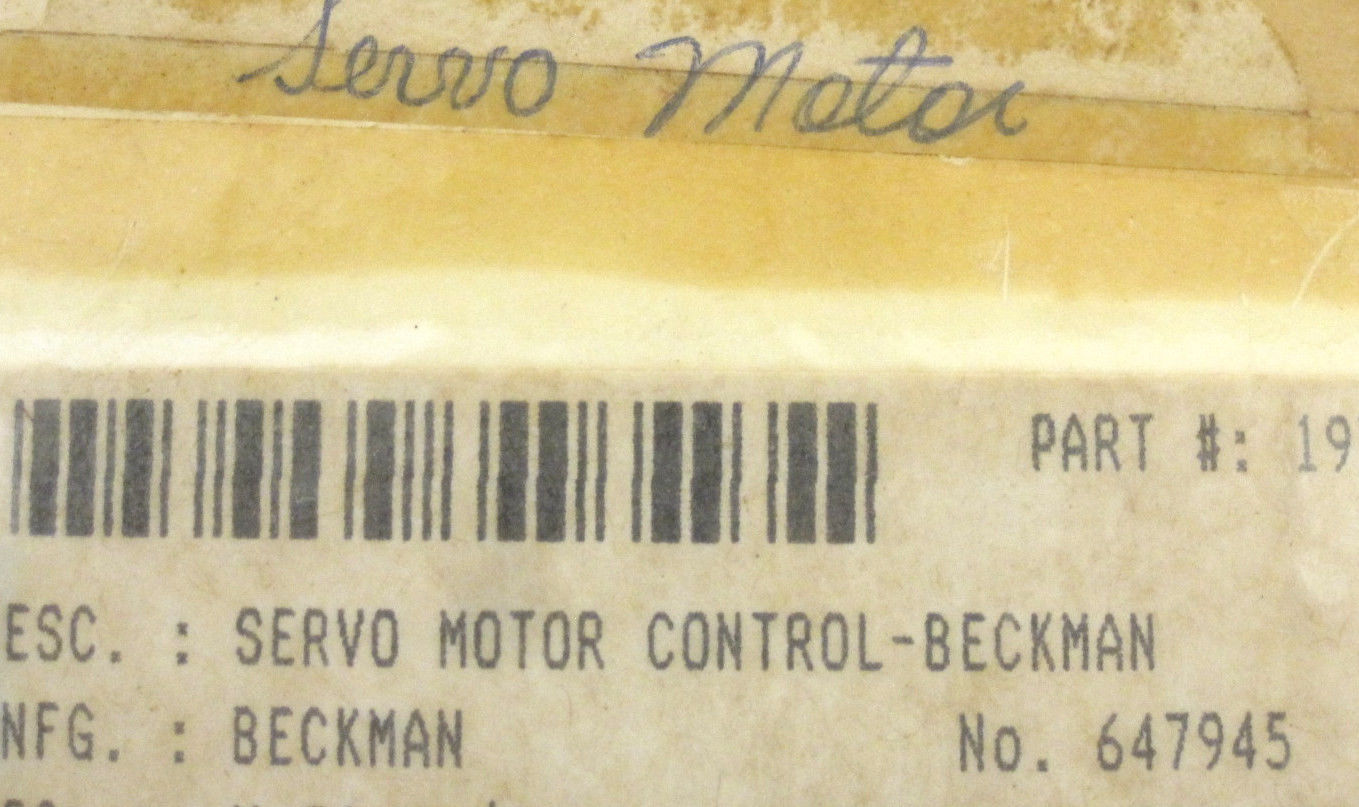 Servo Motor
PART #: 19
ESC. : SERVO MOTOR CONTROL-BECKMAN
NFG. : BECKMAN
No. 647945